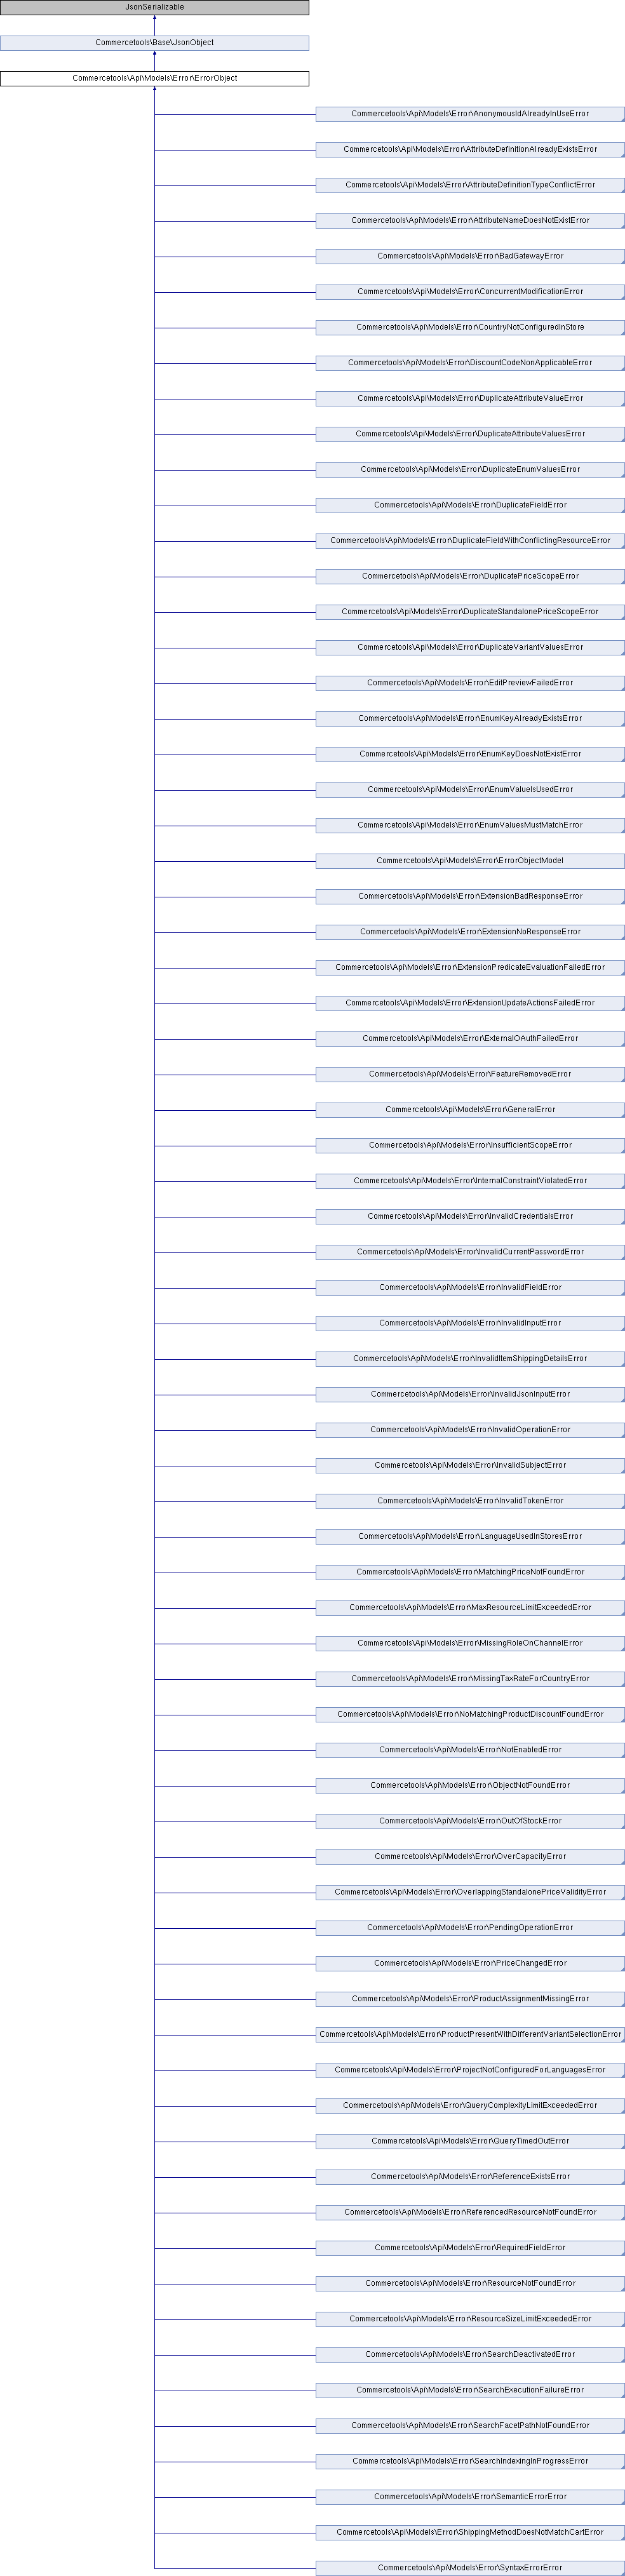 JsonSerializable
Commercetools\Base\JsonObject
Commercetools\Api\Models\Error\ErrorObject
Commercetools\Api\Models\Error\AnonymousIdAlreadyInUseError
Commercetools\Api\Models\Error\AttributeDefinitionAlreadyExistsError
Commercetools\Api\Models\Error\AttributeDefinitionTypeConflictError
Commercetools\Api\Models\Error\AttributeNameDoesNotExistError
Commercetools\Api\Models\Error\BadGatewayError
Commercetools\Api\Models\Error\ConcurrentModificationError
Commercetools\Api\Models\Error\CountryNotConfiguredInStore
Commercetools\Api\Models\Error\DiscountCodeNonApplicableError
Commercetools\Api\Models\Error\DuplicateAttributeValueError
Commercetools\Api\Models\Error\DuplicateAttributeValuesError
Commercetools\Api\Models\Error\DuplicateEnumValuesError
Commercetools\Api\Models\Error\DuplicateFieldError
Commercetools\Api\Models\Error\DuplicateFieldWithConflictingResourceError
Commercetools\Api\Models\Error\DuplicatePriceScopeError
Commercetools\Api\Models\Error\DuplicateStandalonePriceScopeError
Commercetools\Api\Models\Error\DuplicateVariantValuesError
Commercetools\Api\Models\Error\EditPreviewFailedError
Commercetools\Api\Models\Error\EnumKeyAlreadyExistsError
Commercetools\Api\Models\Error\EnumKeyDoesNotExistError
Commercetools\Api\Models\Error\EnumValueIsUsedError
Commercetools\Api\Models\Error\EnumValuesMustMatchError
Commercetools\Api\Models\Error\ErrorObjectModel
Commercetools\Api\Models\Error\ExtensionBadResponseError
Commercetools\Api\Models\Error\ExtensionNoResponseError
Commercetools\Api\Models\Error\ExtensionPredicateEvaluationFailedError
Commercetools\Api\Models\Error\ExtensionUpdateActionsFailedError
Commercetools\Api\Models\Error\ExternalOAuthFailedError
Commercetools\Api\Models\Error\FeatureRemovedError
Commercetools\Api\Models\Error\GeneralError
Commercetools\Api\Models\Error\InsufficientScopeError
Commercetools\Api\Models\Error\InternalConstraintViolatedError
Commercetools\Api\Models\Error\InvalidCredentialsError
Commercetools\Api\Models\Error\InvalidCurrentPasswordError
Commercetools\Api\Models\Error\InvalidFieldError
Commercetools\Api\Models\Error\InvalidInputError
Commercetools\Api\Models\Error\InvalidItemShippingDetailsError
Commercetools\Api\Models\Error\InvalidJsonInputError
Commercetools\Api\Models\Error\InvalidOperationError
Commercetools\Api\Models\Error\InvalidSubjectError
Commercetools\Api\Models\Error\InvalidTokenError
Commercetools\Api\Models\Error\LanguageUsedInStoresError
Commercetools\Api\Models\Error\MatchingPriceNotFoundError
Commercetools\Api\Models\Error\MaxResourceLimitExceededError
Commercetools\Api\Models\Error\MissingRoleOnChannelError
Commercetools\Api\Models\Error\MissingTaxRateForCountryError
Commercetools\Api\Models\Error\NoMatchingProductDiscountFoundError
Commercetools\Api\Models\Error\NotEnabledError
Commercetools\Api\Models\Error\ObjectNotFoundError
Commercetools\Api\Models\Error\OutOfStockError
Commercetools\Api\Models\Error\OverCapacityError
Commercetools\Api\Models\Error\OverlappingStandalonePriceValidityError
Commercetools\Api\Models\Error\PendingOperationError
Commercetools\Api\Models\Error\PriceChangedError
Commercetools\Api\Models\Error\ProductAssignmentMissingError
Commercetools\Api\Models\Error\ProductPresentWithDifferentVariantSelectionError
Commercetools\Api\Models\Error\ProjectNotConfiguredForLanguagesError
Commercetools\Api\Models\Error\QueryComplexityLimitExceededError
Commercetools\Api\Models\Error\QueryTimedOutError
Commercetools\Api\Models\Error\ReferenceExistsError
Commercetools\Api\Models\Error\ReferencedResourceNotFoundError
Commercetools\Api\Models\Error\RequiredFieldError
Commercetools\Api\Models\Error\ResourceNotFoundError
Commercetools\Api\Models\Error\ResourceSizeLimitExceededError
Commercetools\Api\Models\Error\SearchDeactivatedError
Commercetools\Api\Models\Error\SearchExecutionFailureError
Commercetools\Api\Models\Error\SearchFacetPathNotFoundError
Commercetools\Api\Models\Error\SearchIndexingInProgressError
Commercetools\Api\Models\Error\SemanticErrorError
Commercetools\Api\Models\Error\ShippingMethodDoesNotMatchCartError
Commercetools\Api\Models\Error\SyntaxErrorError